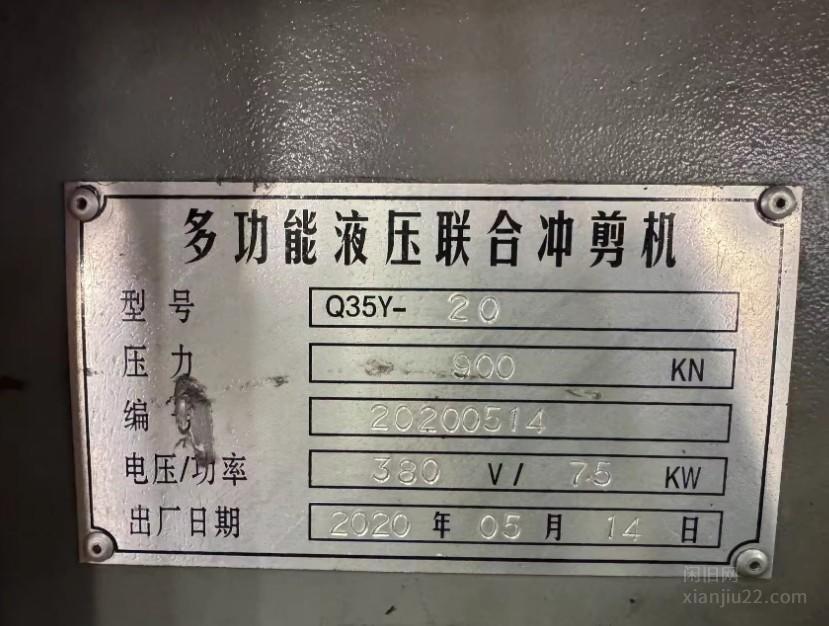 多功能液压联合冲剪机
型号 Q35Y- 20
压力 900 KN
编 20200514
电压/功率 380 V/ 7.5 KW
出厂日期 2020 年 05 月 14 日
闲旧网
xianjiu22.com